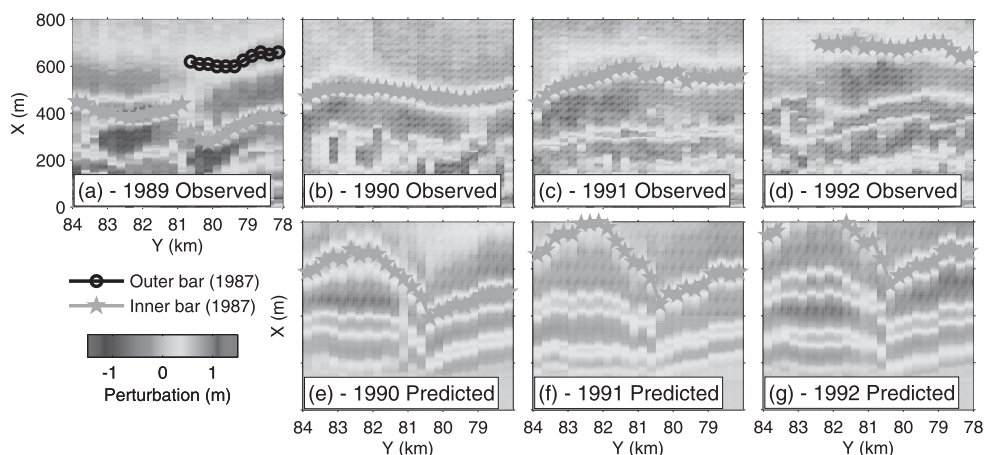 800
600
400
200
0
X (m)
(a) - 1989 Observed
(b) - 1990 Observed
(c) - 1991 Observed
(d) - 1992 Observed
84 83 82 81 80 79 78
Y (km)
Outer bar (1987)
Inner bar (1987)
-1 0 1
Perturbation (m)
X (m)
(e) - 1990 Predicted
(f) - 1991 Predicted
(g) - 1992 Predicted
84 83 82 81 80 79 84 83 82 81 80 79 84 83 82 81 80 79 78
Y (km) Y (km) Y (km)